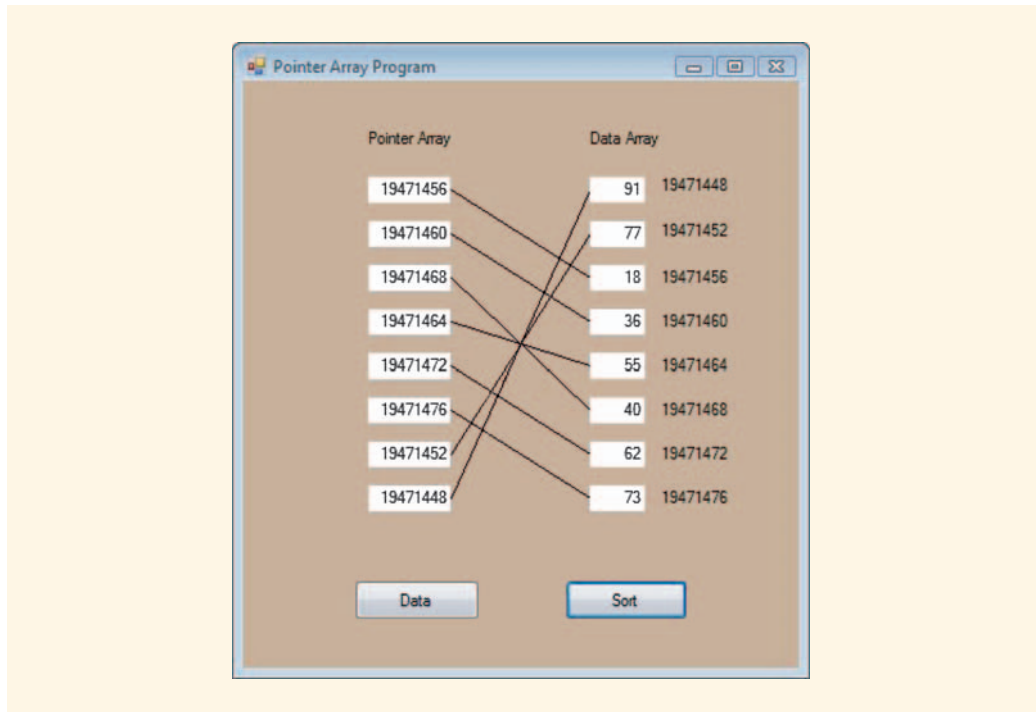 Pointer Array Program
Pointer Array Data Array
19471456 91 19471448
19471460 77 19471452
19471468 18 19471456
19471464 36 19471460
19471472 55 19471464
19471476 40 19471468
19471452 62 19471472
19471448 73 19471476
Data Sort